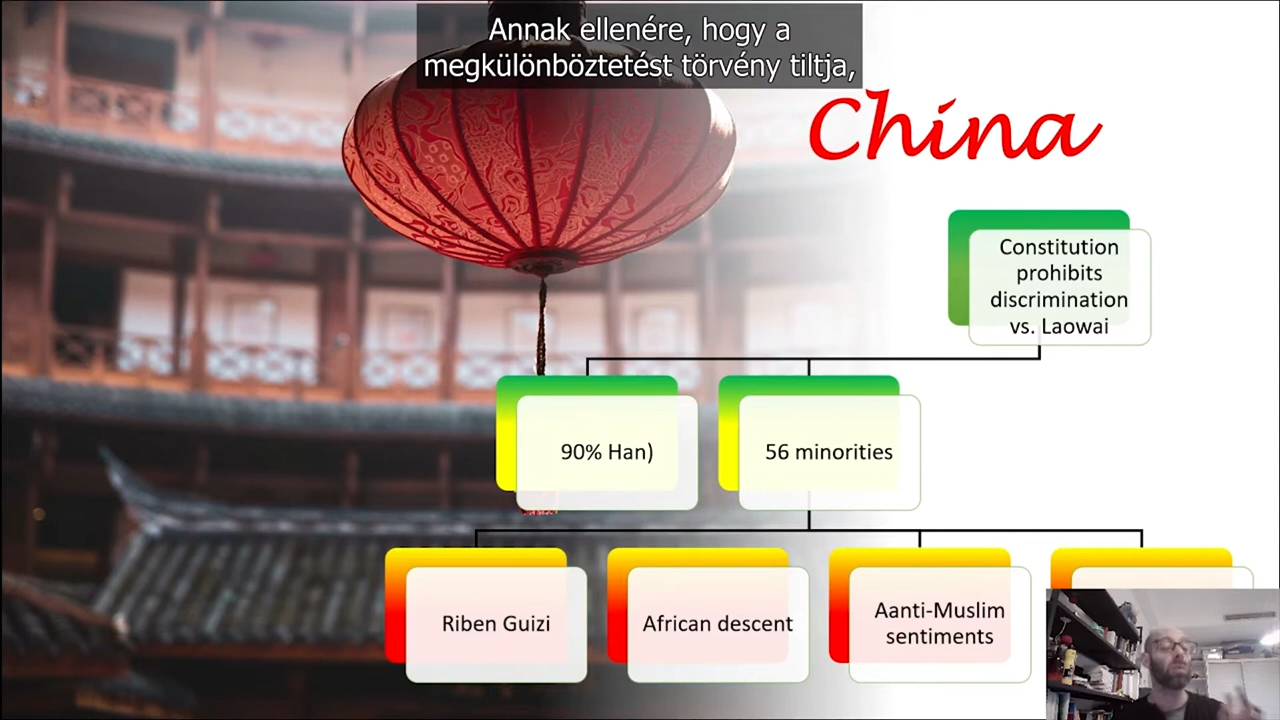 Annak ellenére, hogy a
megkülönböztetést törvény tiltja,
China
Constitution
prohibits
discrimination
vs. Laowai
90% Han)
56 minorities
Riben Guizi
African descent
Aanti-Muslim
sentiments